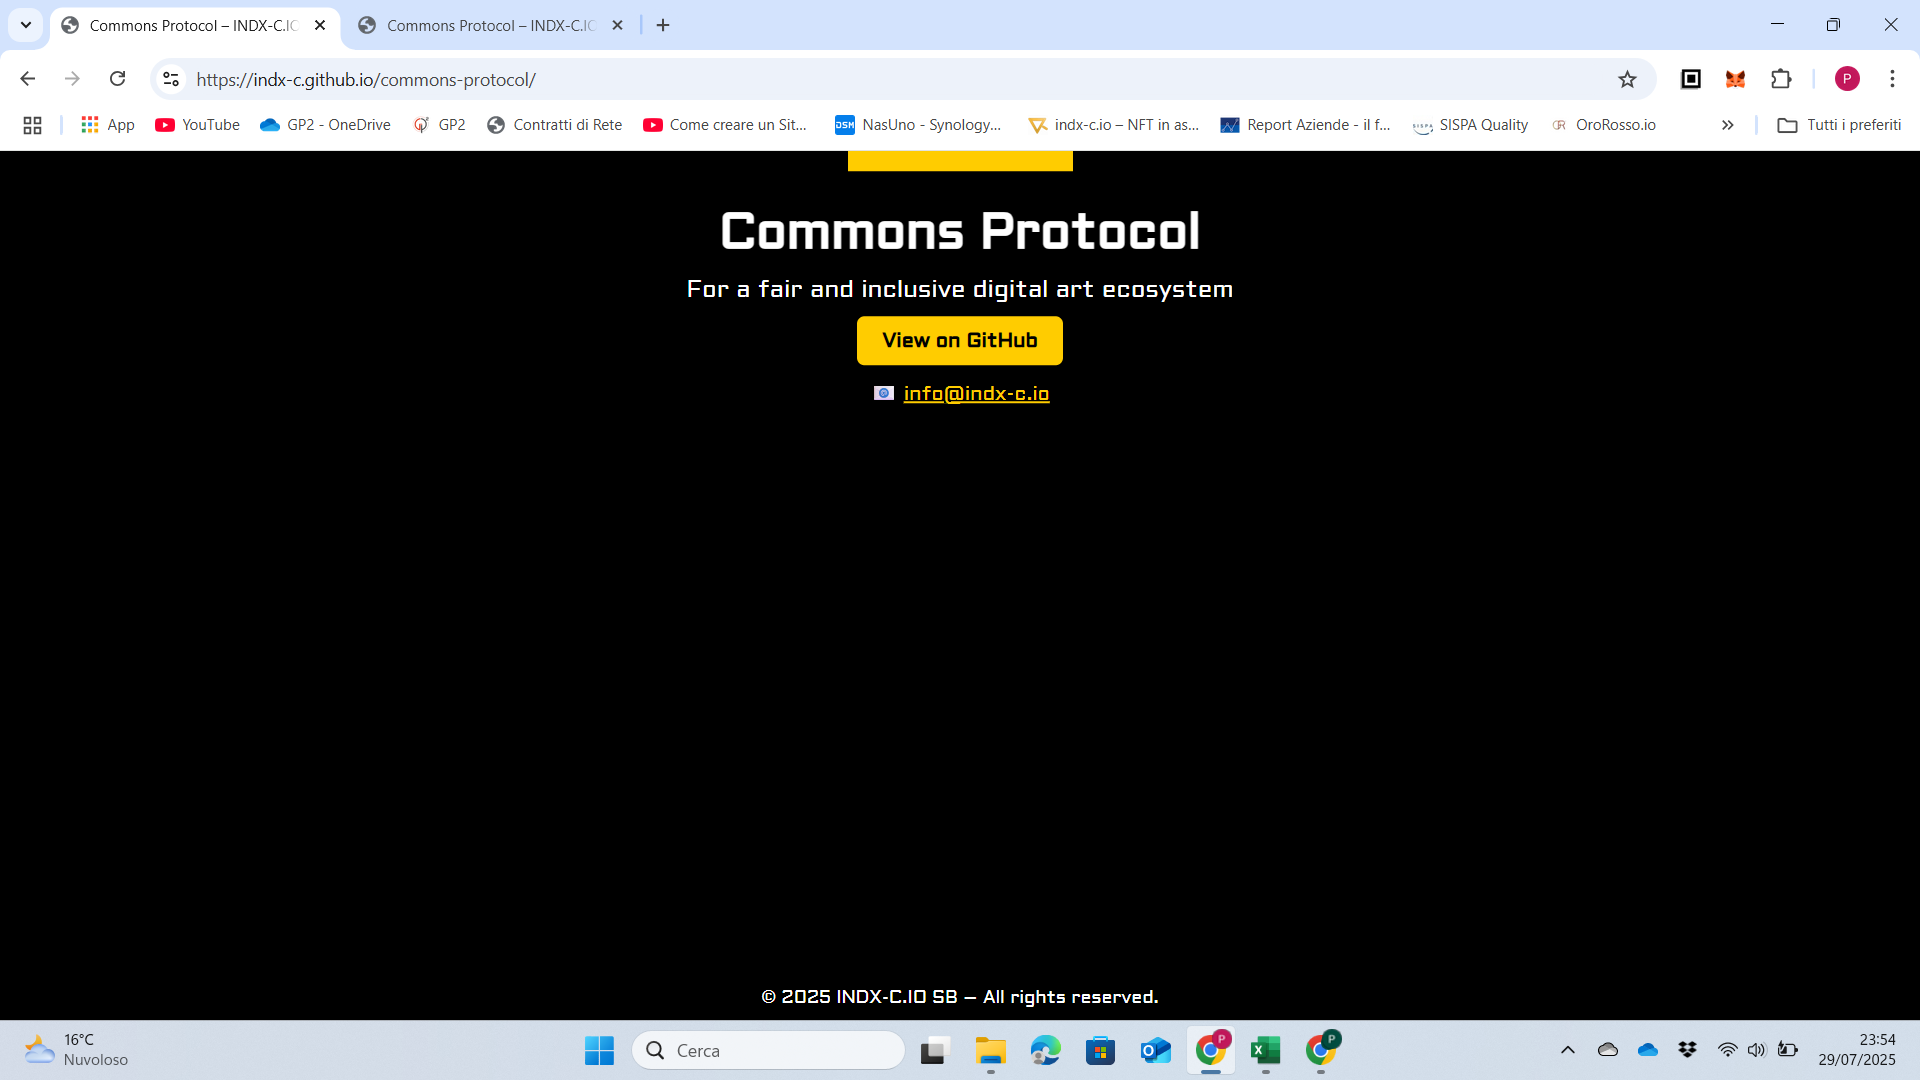 Commons Protocol – INDX-C.IO
Commons Protocol – INDX-C.IO
P
https://indx-c.github.io/commons-protocol/
App
YouTube
GP2 - OneDrive
GP2
Contratti di Rete
Come creare un Sit...
DSM
NasUno - Synology...
indx-c.io – NFT in as...
Report Aziende - il f...
SISPA Quality
OroRosso.io
Tutti i preferiti
Commons Protocol
For a fair and inclusive digital art ecosystem
View on GitHub
info@indx-c.io
© 2025 INDX-C.IO SB – All rights reserved.
16°C
Nuvoloso
Cerca
P
P
23:54
29/07/2025